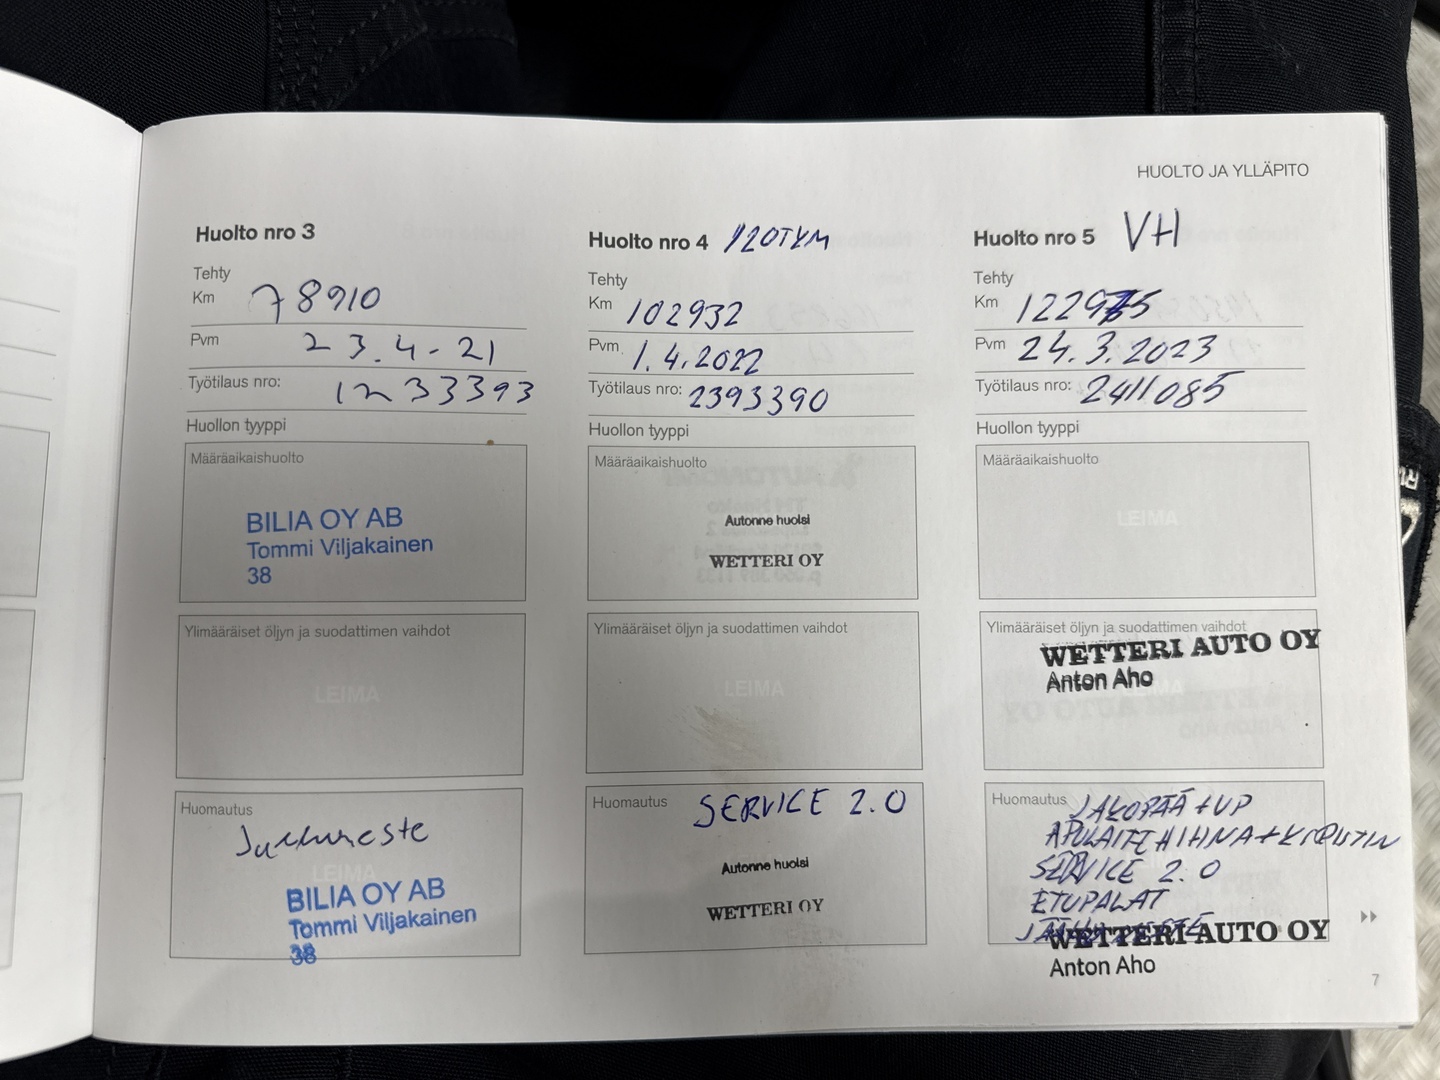 HUOLTO JA YLLÄPITO
Huolto nro 3
Tehty
Km 78910
Pvm 23.4-21
Työtilaus nro: 1233393
Huollon tyyppi
Määräaikaishuolto
BILIA OY AB
Tommi Viljakainen
38
Ylimääräiset öljyn ja suodattimen vaihdot
LEIMA
Huomautus
LEIMA
BILIA OY AB
Tommi Viljakainen
38
Huolto nro 4 120TKM
Tehty
Km 102932
Pvm 1.4.2022
Työtilaus nro: 2393390
Huollon tyyppi
Määräaikaishuolto
Autonne huolsi
WETTERI OY
Ylimääräiset öljyn ja suodattimen vaihdot
LEIMA
Huomautus SERVICE 2.0
Autonne huolsi
WETTERI OY
Huolto nro 5 VH
Tehty
Km
Pvm 24.3.2023
Työtilaus nro: 2411085
Huollon tyyppi
Määräaikaishuolto
LEIMA
Ylimääräiset öljyn ja suodattimen vaihdot
WETTERI AUTO OY
Anton Aho
LEIMA
Huomautus JAKOPÄÄ + VP
APULAITEHIHNA +
SERVICE 2.0
ETUPALAT
WETTERI AUTO OY
Anton Aho
7